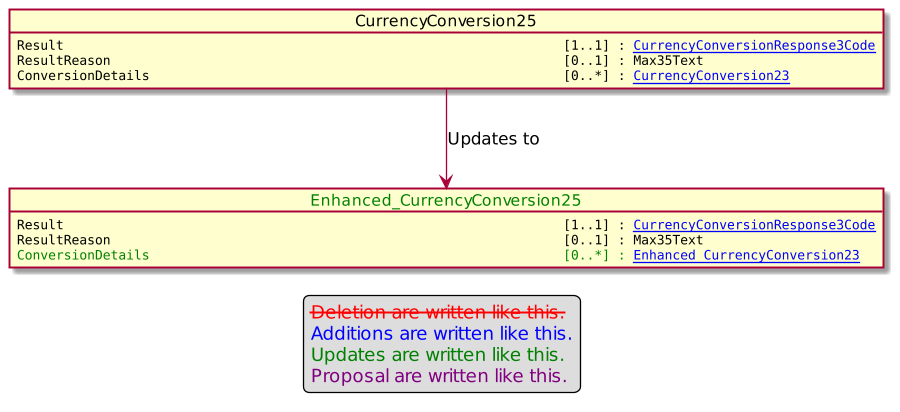 CurrencyConversion25
Result [1..1] : CurrencyConversionResponse3Code
ResultReason [0..1] : Max35Text
ConversionDetails [0..*] : CurrencyConversion23
Updates to
Enhanced_CurrencyConversion25
Result [1..1] : CurrencyConversionResponse3Code
ResultReason [0..1] : Max35Text
ConversionDetails [0..*] : Enhanced_CurrencyConversion23
Deletion are written like this.
Additions are written like this.
Updates are written like this.
Proposal are written like this.